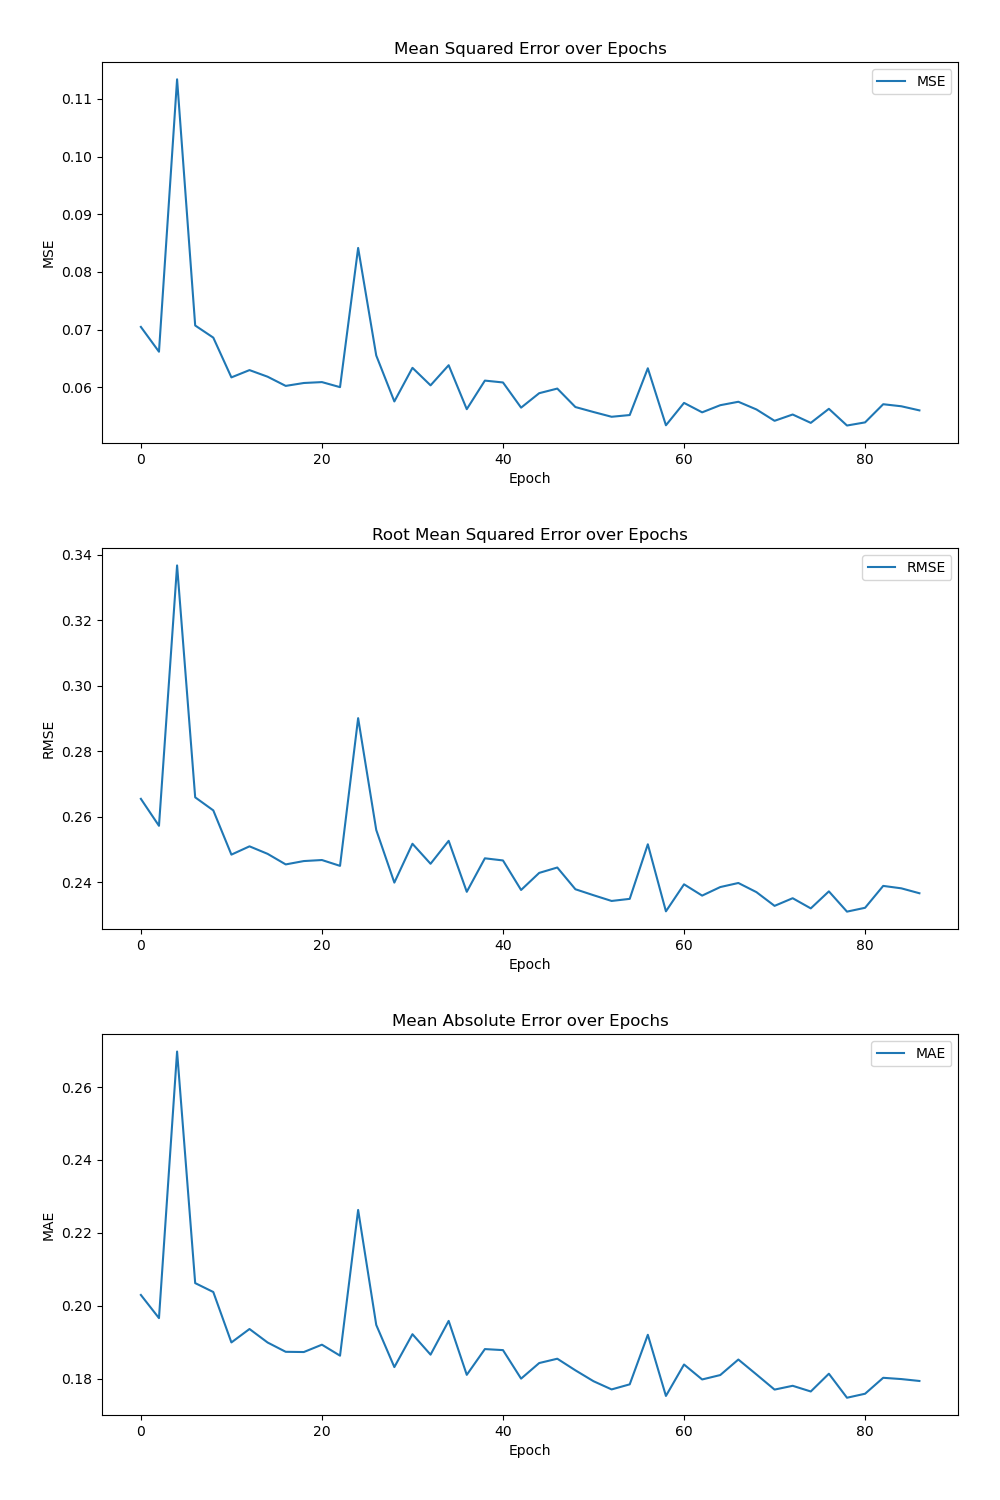 Mean Squared Error over Epochs
MSE
0.11
0.10
0.09
0.08
0.07
0.06
MSE
0 20 40 60 80
Epoch
Root Mean Squared Error over Epochs
RMSE
0.34
0.32
0.30
0.28
0.26
0.24
RMSE
0 20 40 60 80
Epoch
Mean Absolute Error over Epochs
MAE
0.26
0.24
0.22
0.20
0.18
MAE
0 20 40 60 80
Epoch